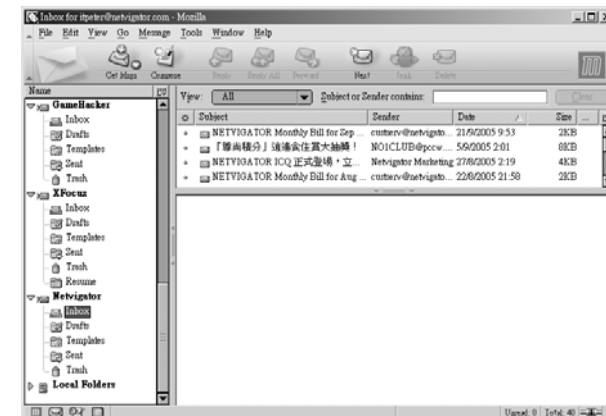 Inbox for itpeter@netvigator.com - Mozilla
File Edit View Go Message Tools Window Help
Get Msgs Compose Reply Reply All Forward Next Junk Delete
Name
View: All Subject or Sender contains: Clear
Subject Sender Date Size ...
NETVIGATOR Monthly Bill for Sep ... custserv@netvigato... 21/9/2005 9:53 2KB
NO1CLUB@pccw.... 5/9/2005 2:01 8KB
NETVIGATOR ICQ 正式登場，立... Netvigator Marketing 27/8/2005 2:19 4KB
NETVIGATOR Monthly Bill for Aug ... custserv@netvigato... 22/8/2005 21:58 2KB
GameHacker
Inbox
Drafts
Templates
Sent
Trash
XFocuz
Inbox
Drafts
Templates
Sent
Trash
Resume
Netvigator
Inbox
Drafts
Templates
Sent
Trash
Local Folders
Unread: 0 Total: 40